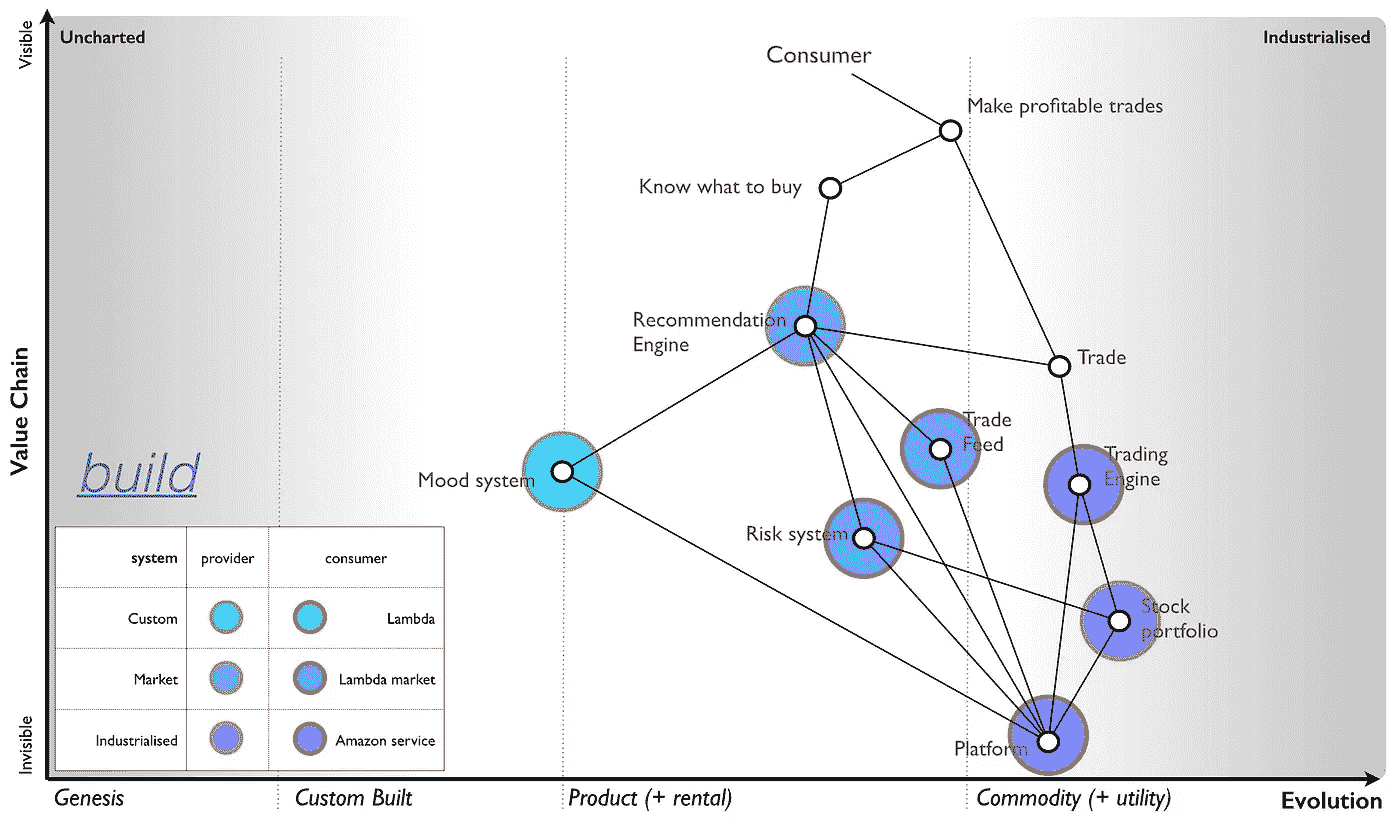 Visible
Uncharted
Industrialised
Consumer
Make profitable trades
Know what to buy
Recommendation
Engine
Trade
Trade
Feed
Trading
Engine
Mood system
Risk system
Stock
portfolio
Platform
Value Chain
build
system provider consumer
Custom Lambda
Market Lambda market
Industrialised Amazon service
Invisible
Genesis
Custom Built
Product (+ rental)
Commodity (+ utility)
Evolution